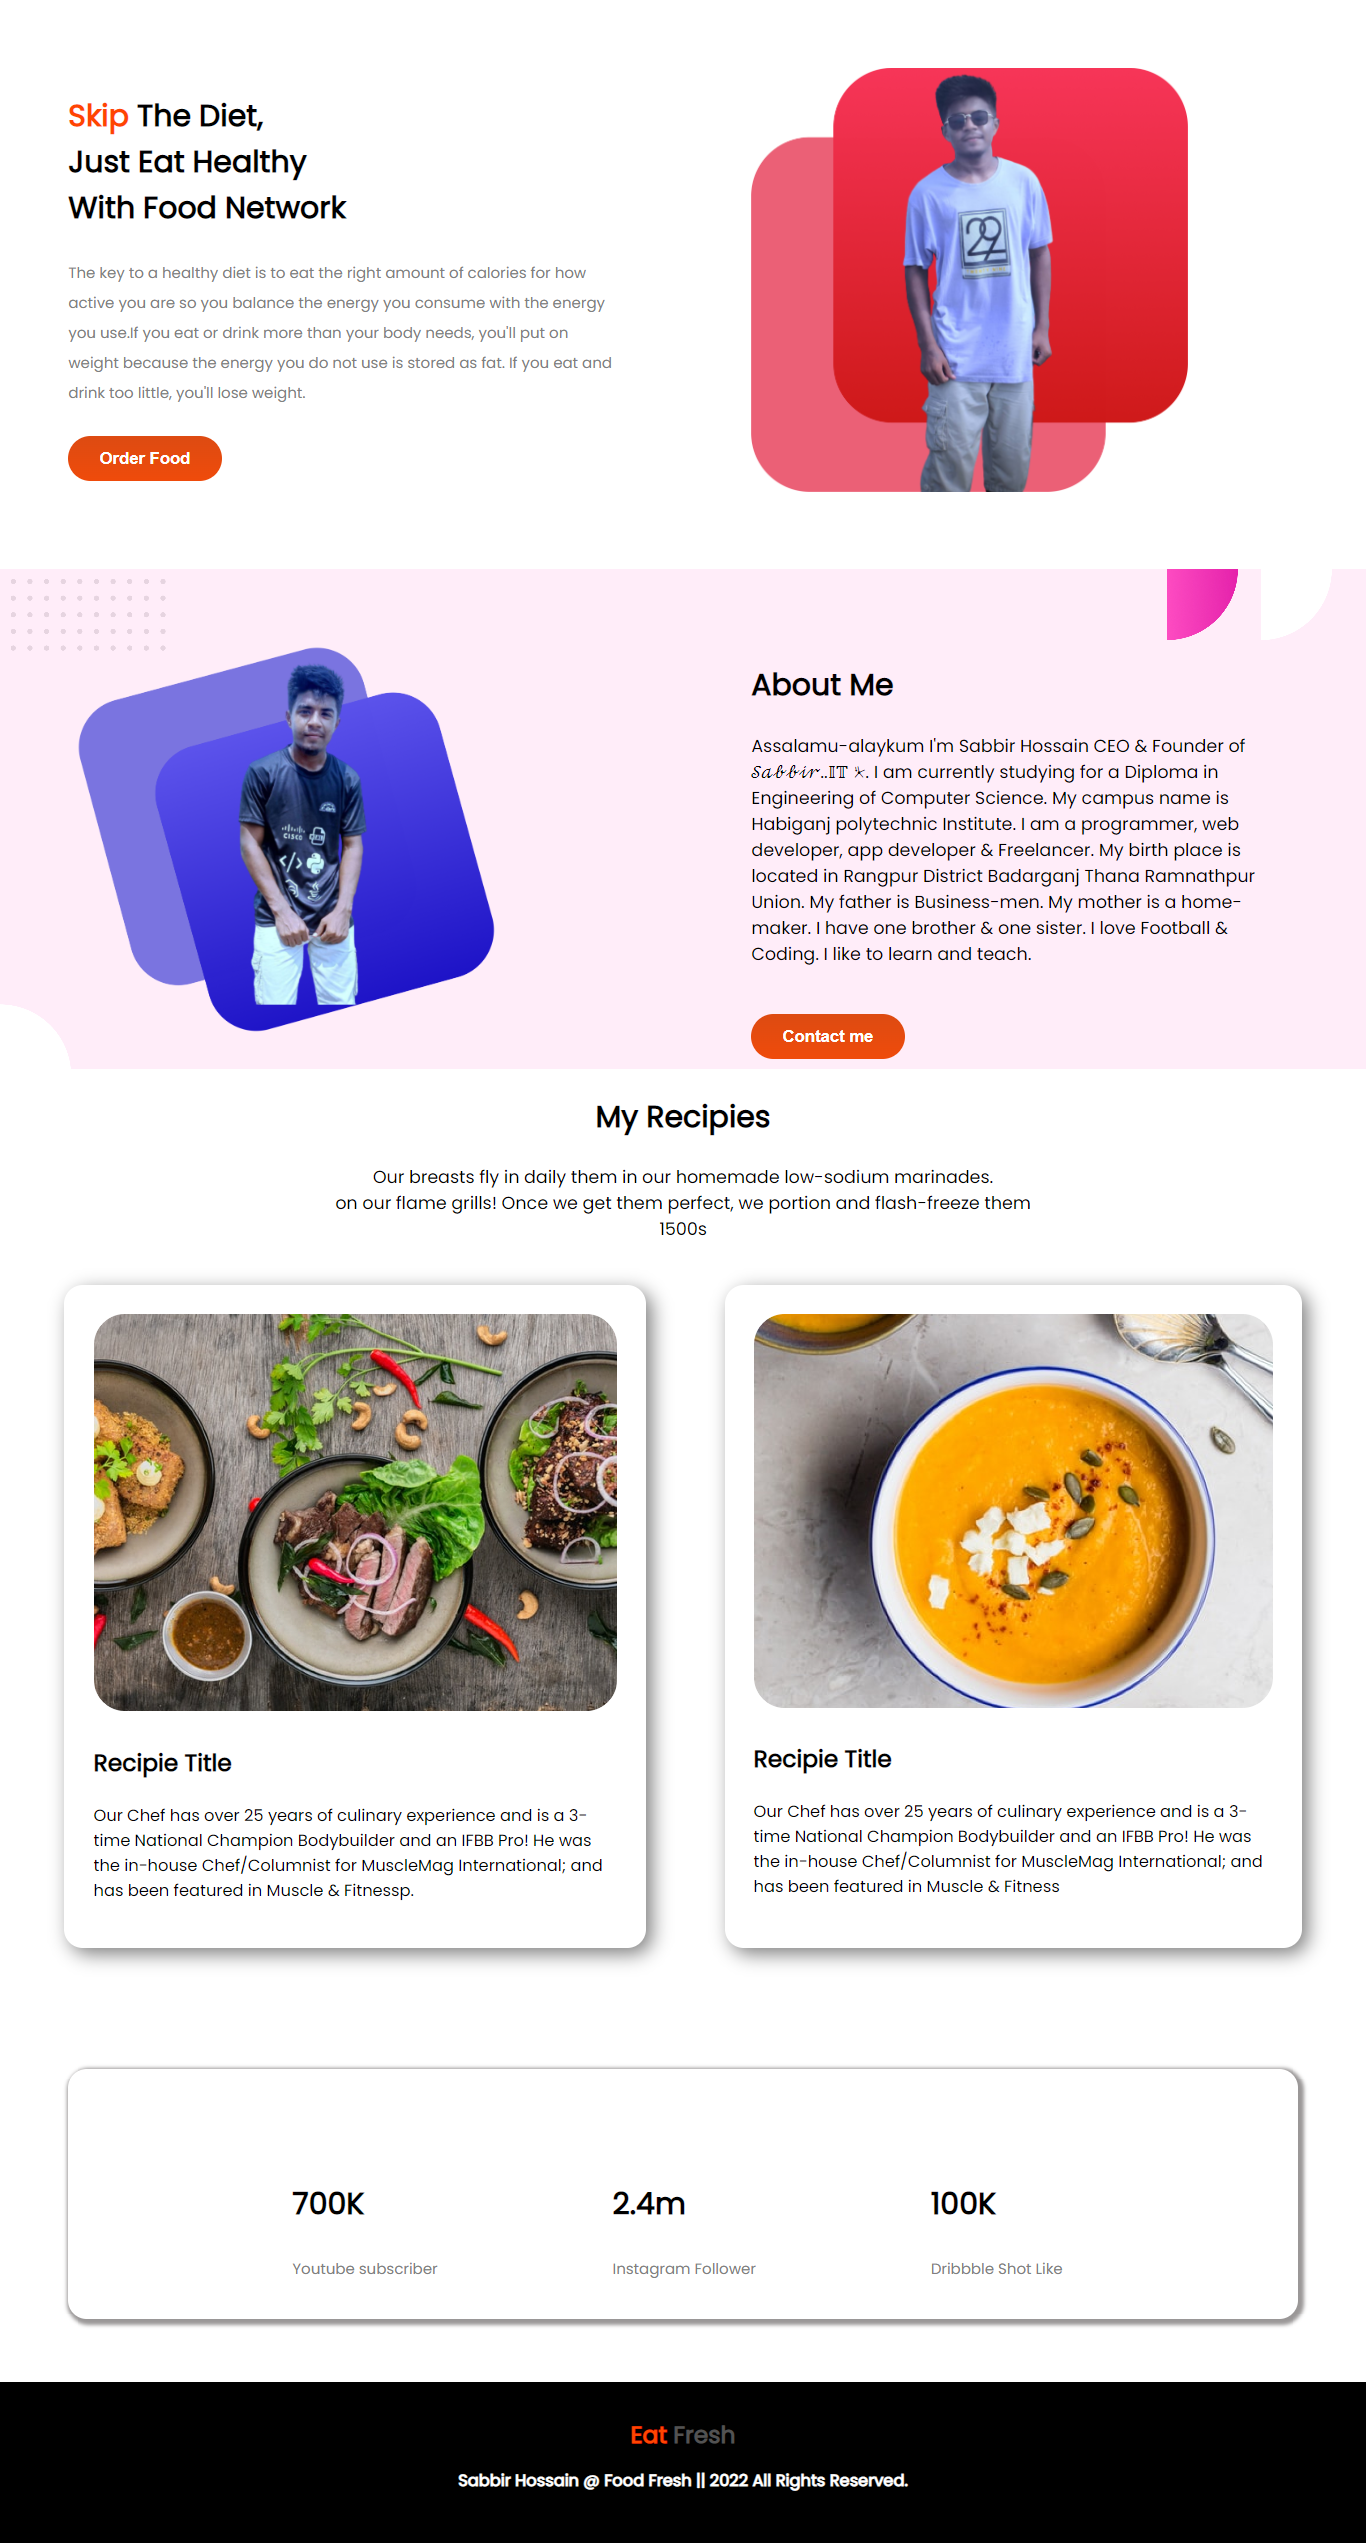 Skip The Diet,
Just Eat Healthy
With Food Network
The key to a healthy diet is to eat the right amount of calories for how
active you are so you balance the energy you consume with the energy
you use.If you eat or drink more than your body needs, you'll put on
weight because the energy you do not use is stored as fat. If you eat and
drink too little, you'll lose weight.
Order Food
29
About Me
Assalamu-alaykum I'm Sabbir Hossain CEO & Founder of
𝓢𝓪𝓫𝓫𝓲𝓻..𝕀𝕋 . I am currently studying for a Diploma in
Engineering of Computer Science. My campus name is
Habiganj polytechnic Institute. I am a programmer, web
developer, app developer & Freelancer. My birth place is
located in Rangpur District Badarganj Thana Ramnathpur
Union. My father is Business-men. My mother is a home-
maker. I have one brother & one sister. I love Football &
Coding. I like to learn and teach.
CISCO
</>
Contact me
My Recipies
Our breasts fly in daily them in our homemade low-sodium marinades.
on our flame grills! Once we get them perfect, we portion and flash-freeze them
1500s
Recipie Title
Our Chef has over 25 years of culinary experience and is a 3-
time National Champion Bodybuilder and an IFBB Pro! He was
the in-house Chef/Columnist for MuscleMag International; and
has been featured in Muscle & Fitnessp.
Recipie Title
Our Chef has over 25 years of culinary experience and is a 3-
time National Champion Bodybuilder and an IFBB Pro! He was
the in-house Chef/Columnist for MuscleMag International; and
has been featured in Muscle & Fitness
700K
Youtube subscriber
2.4m
Instagram Follower
100K
Dribbble Shot Like
Eat Fresh
Sabbir Hossain @ Food Fresh || 2022 All Rights Reserved.